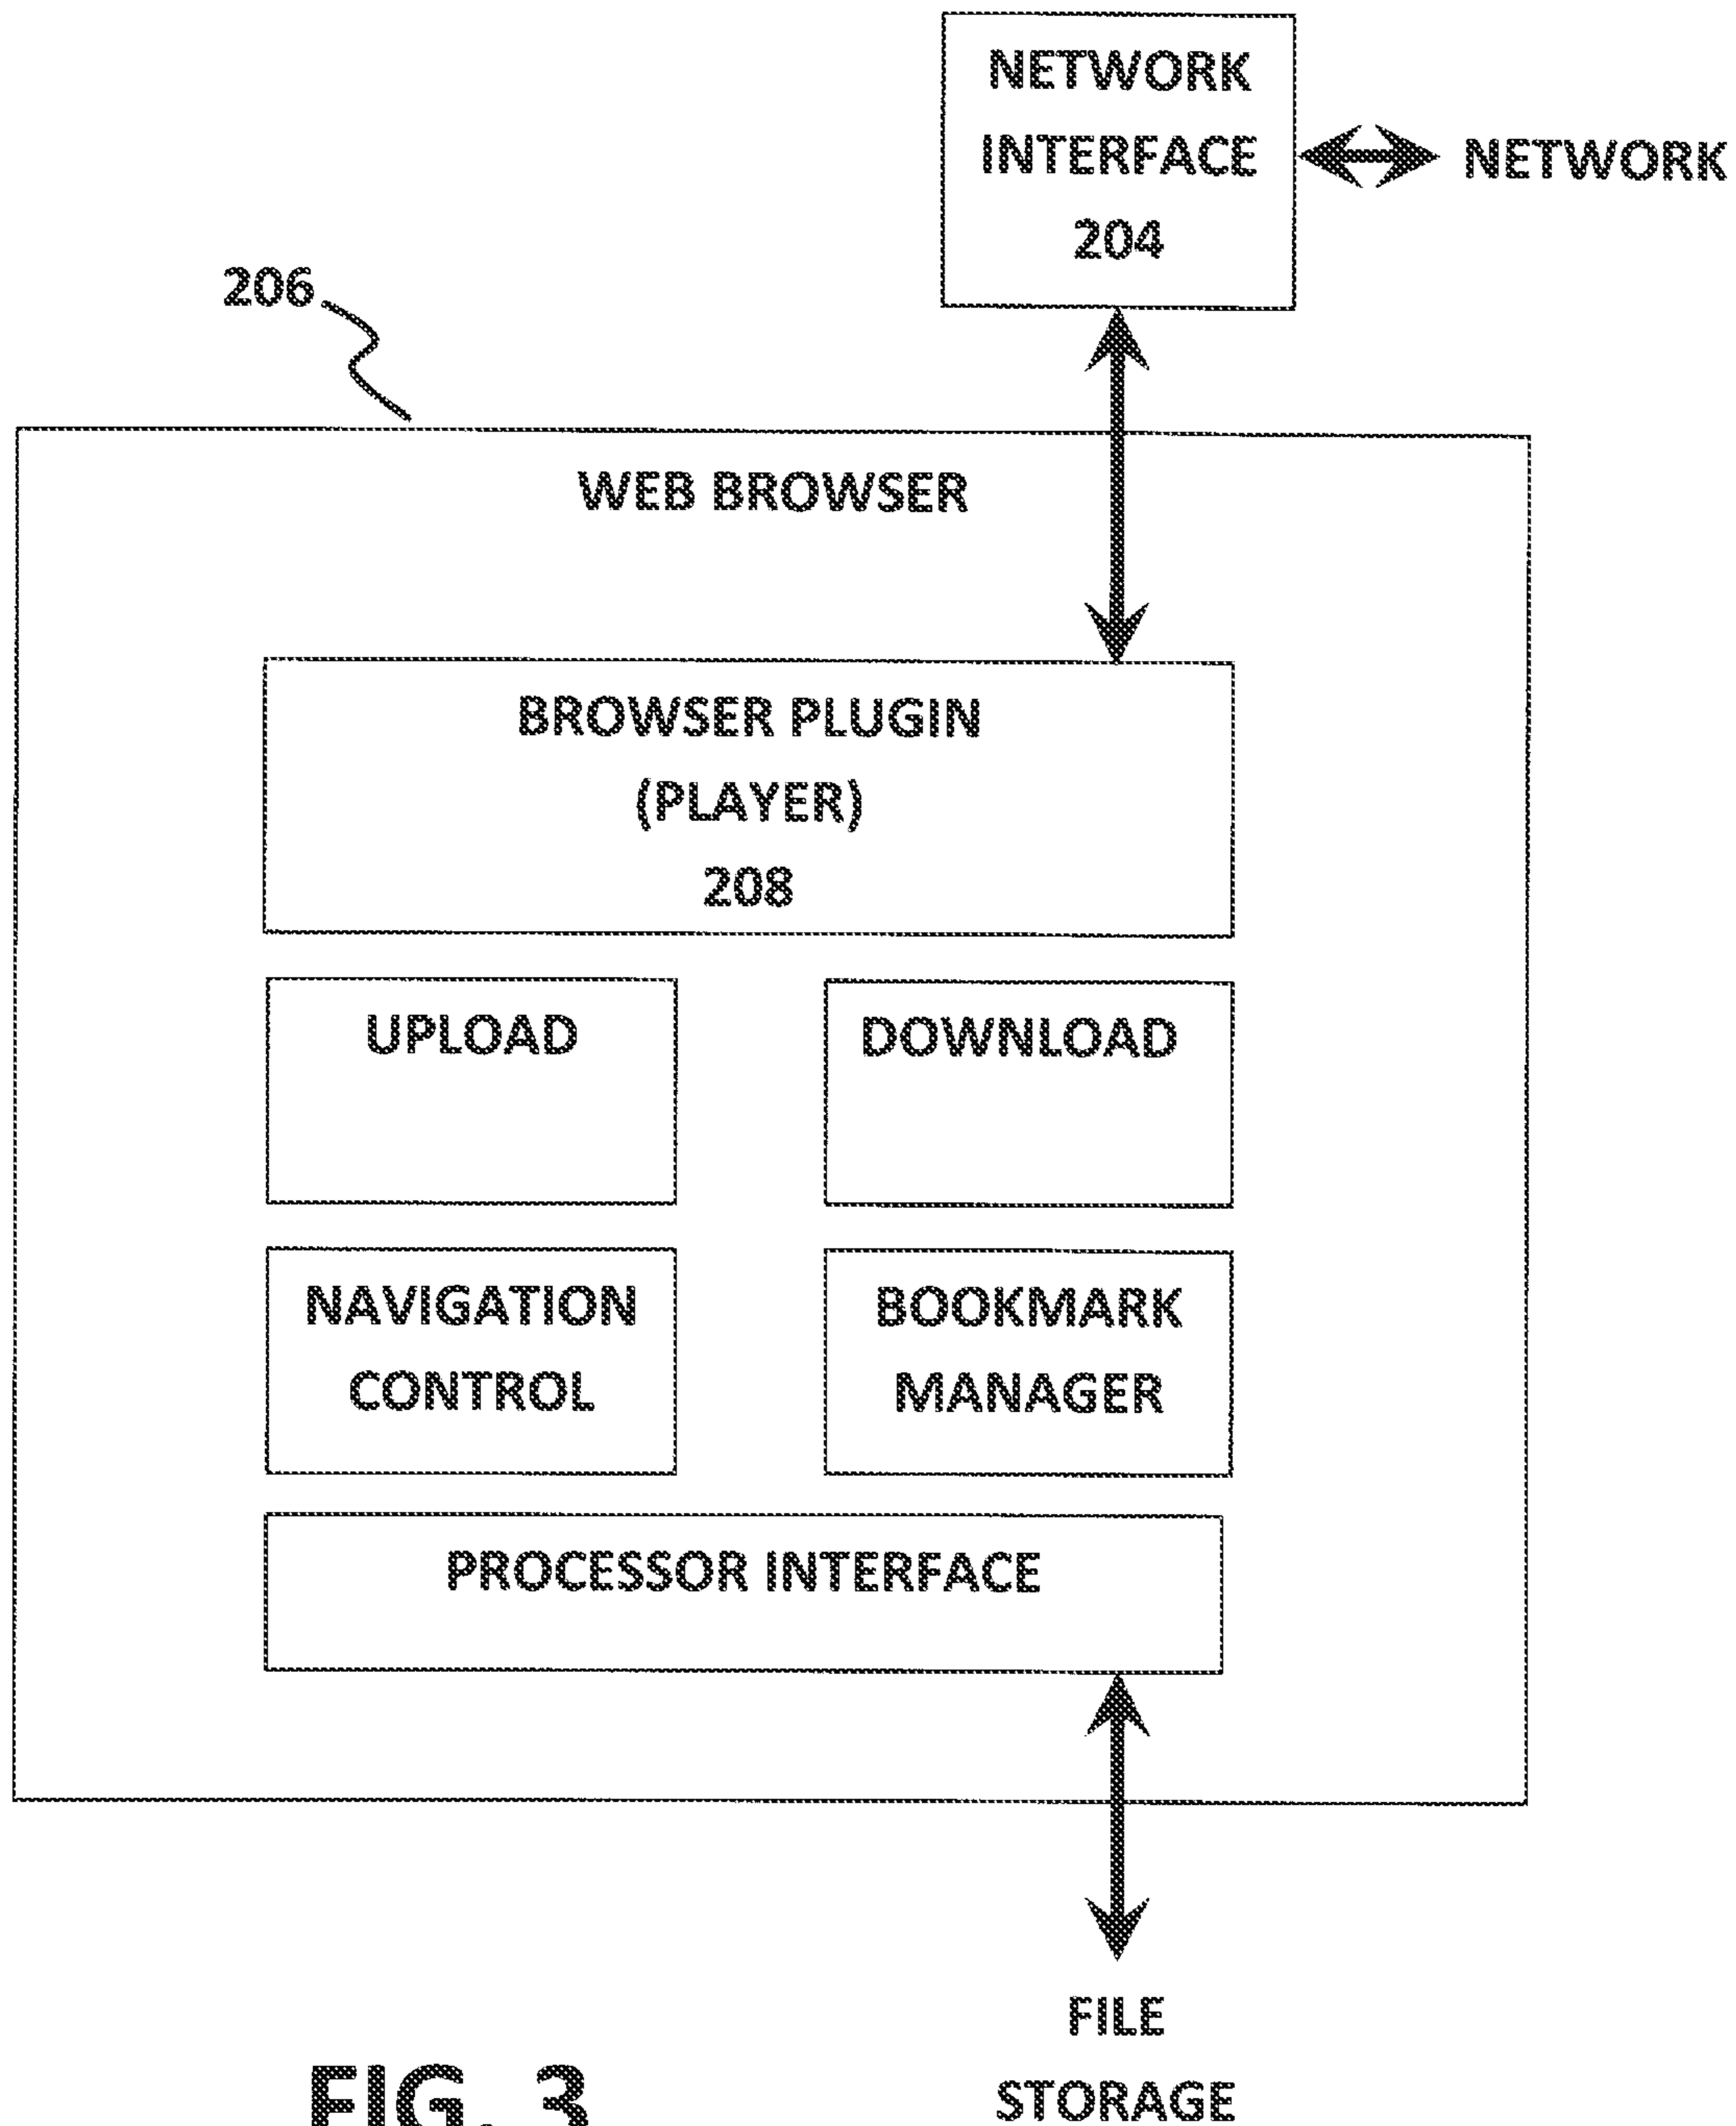 NETWORK
INTERFACE
204
NETWORK
206
WEB BROWSER
BROWSER PLUGIN
(PLAYER)
208
UPLOAD
DOWNLOAD
NAVIGATION
CONTROL
BOOKMARK
MANAGER
PROCESSOR INTERFACE
FILE
STORAGE
FIG. 3